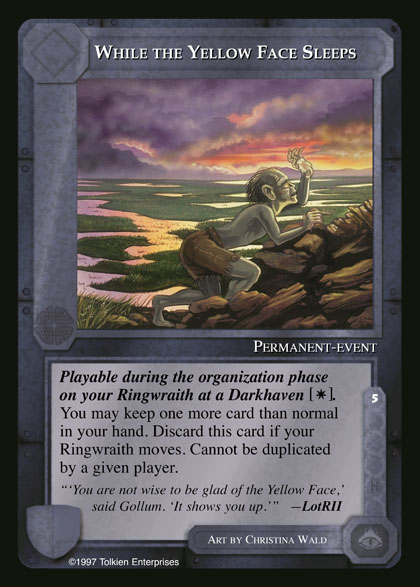 While the Yellow Face Sleeps
Permanent-event
Playable during the organization phase
on your Ringwraith at a Darkhaven [✶].
You may keep one more card than normal
in your hand. Discard this card if your
Ringwraith moves. Cannot be duplicated
by a given player.
5
“‘You are not wise to be glad of the Yellow Face,’
said Gollum. ‘It shows you up.’” –LotRII
H
Art by Christina Wald
©1997 Tolkien Enterprises